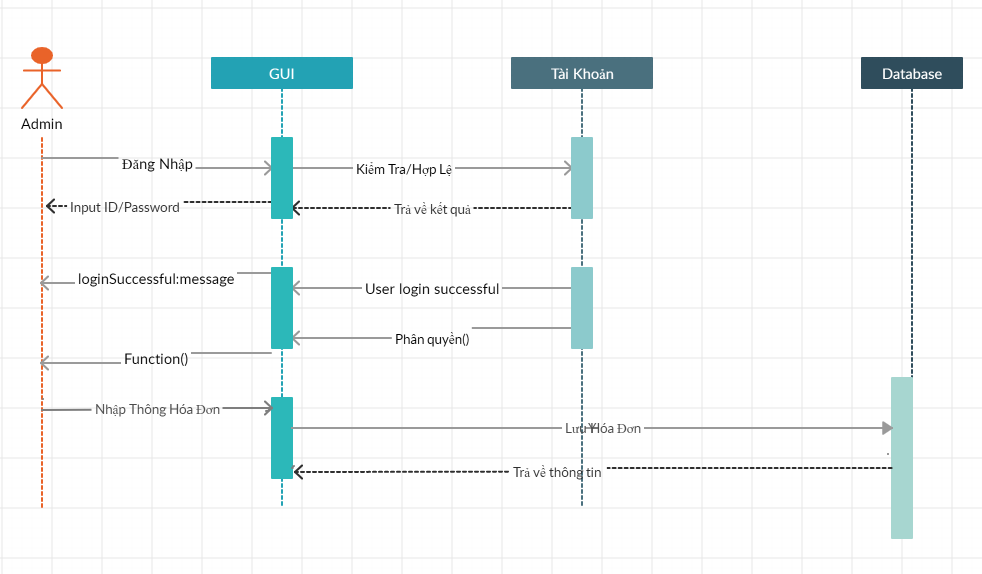 GUI
Tài Khoản
Database
Admin
Đăng Nhập
Kiểm Tra/Hợp Lệ
Input ID/Password
Trả về kết quả
loginSuccessful:message
User login successful
Phân quyền()
Function()
Nhập Thông Hóa Đơn
Lưu Hóa Đơn
Trả về thông tin